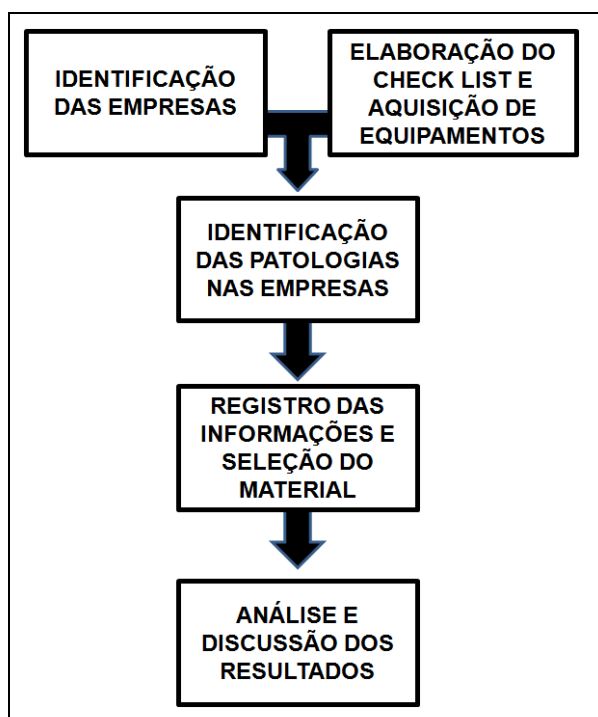 IDENTIFICAÇÃO
DAS EMPRESAS
ELABORAÇÃO DO
CHECK LIST E
AQUISIÇÃO DE
EQUIPAMENTOS
IDENTIFICAÇÃO
DAS PATOLOGIAS
NAS EMPRESAS
REGISTRO DAS
INFORMAÇÕES E
SELEÇÃO DO
MATERIAL
ANÁLISE E
DISCUSSÃO DOS
RESULTADOS